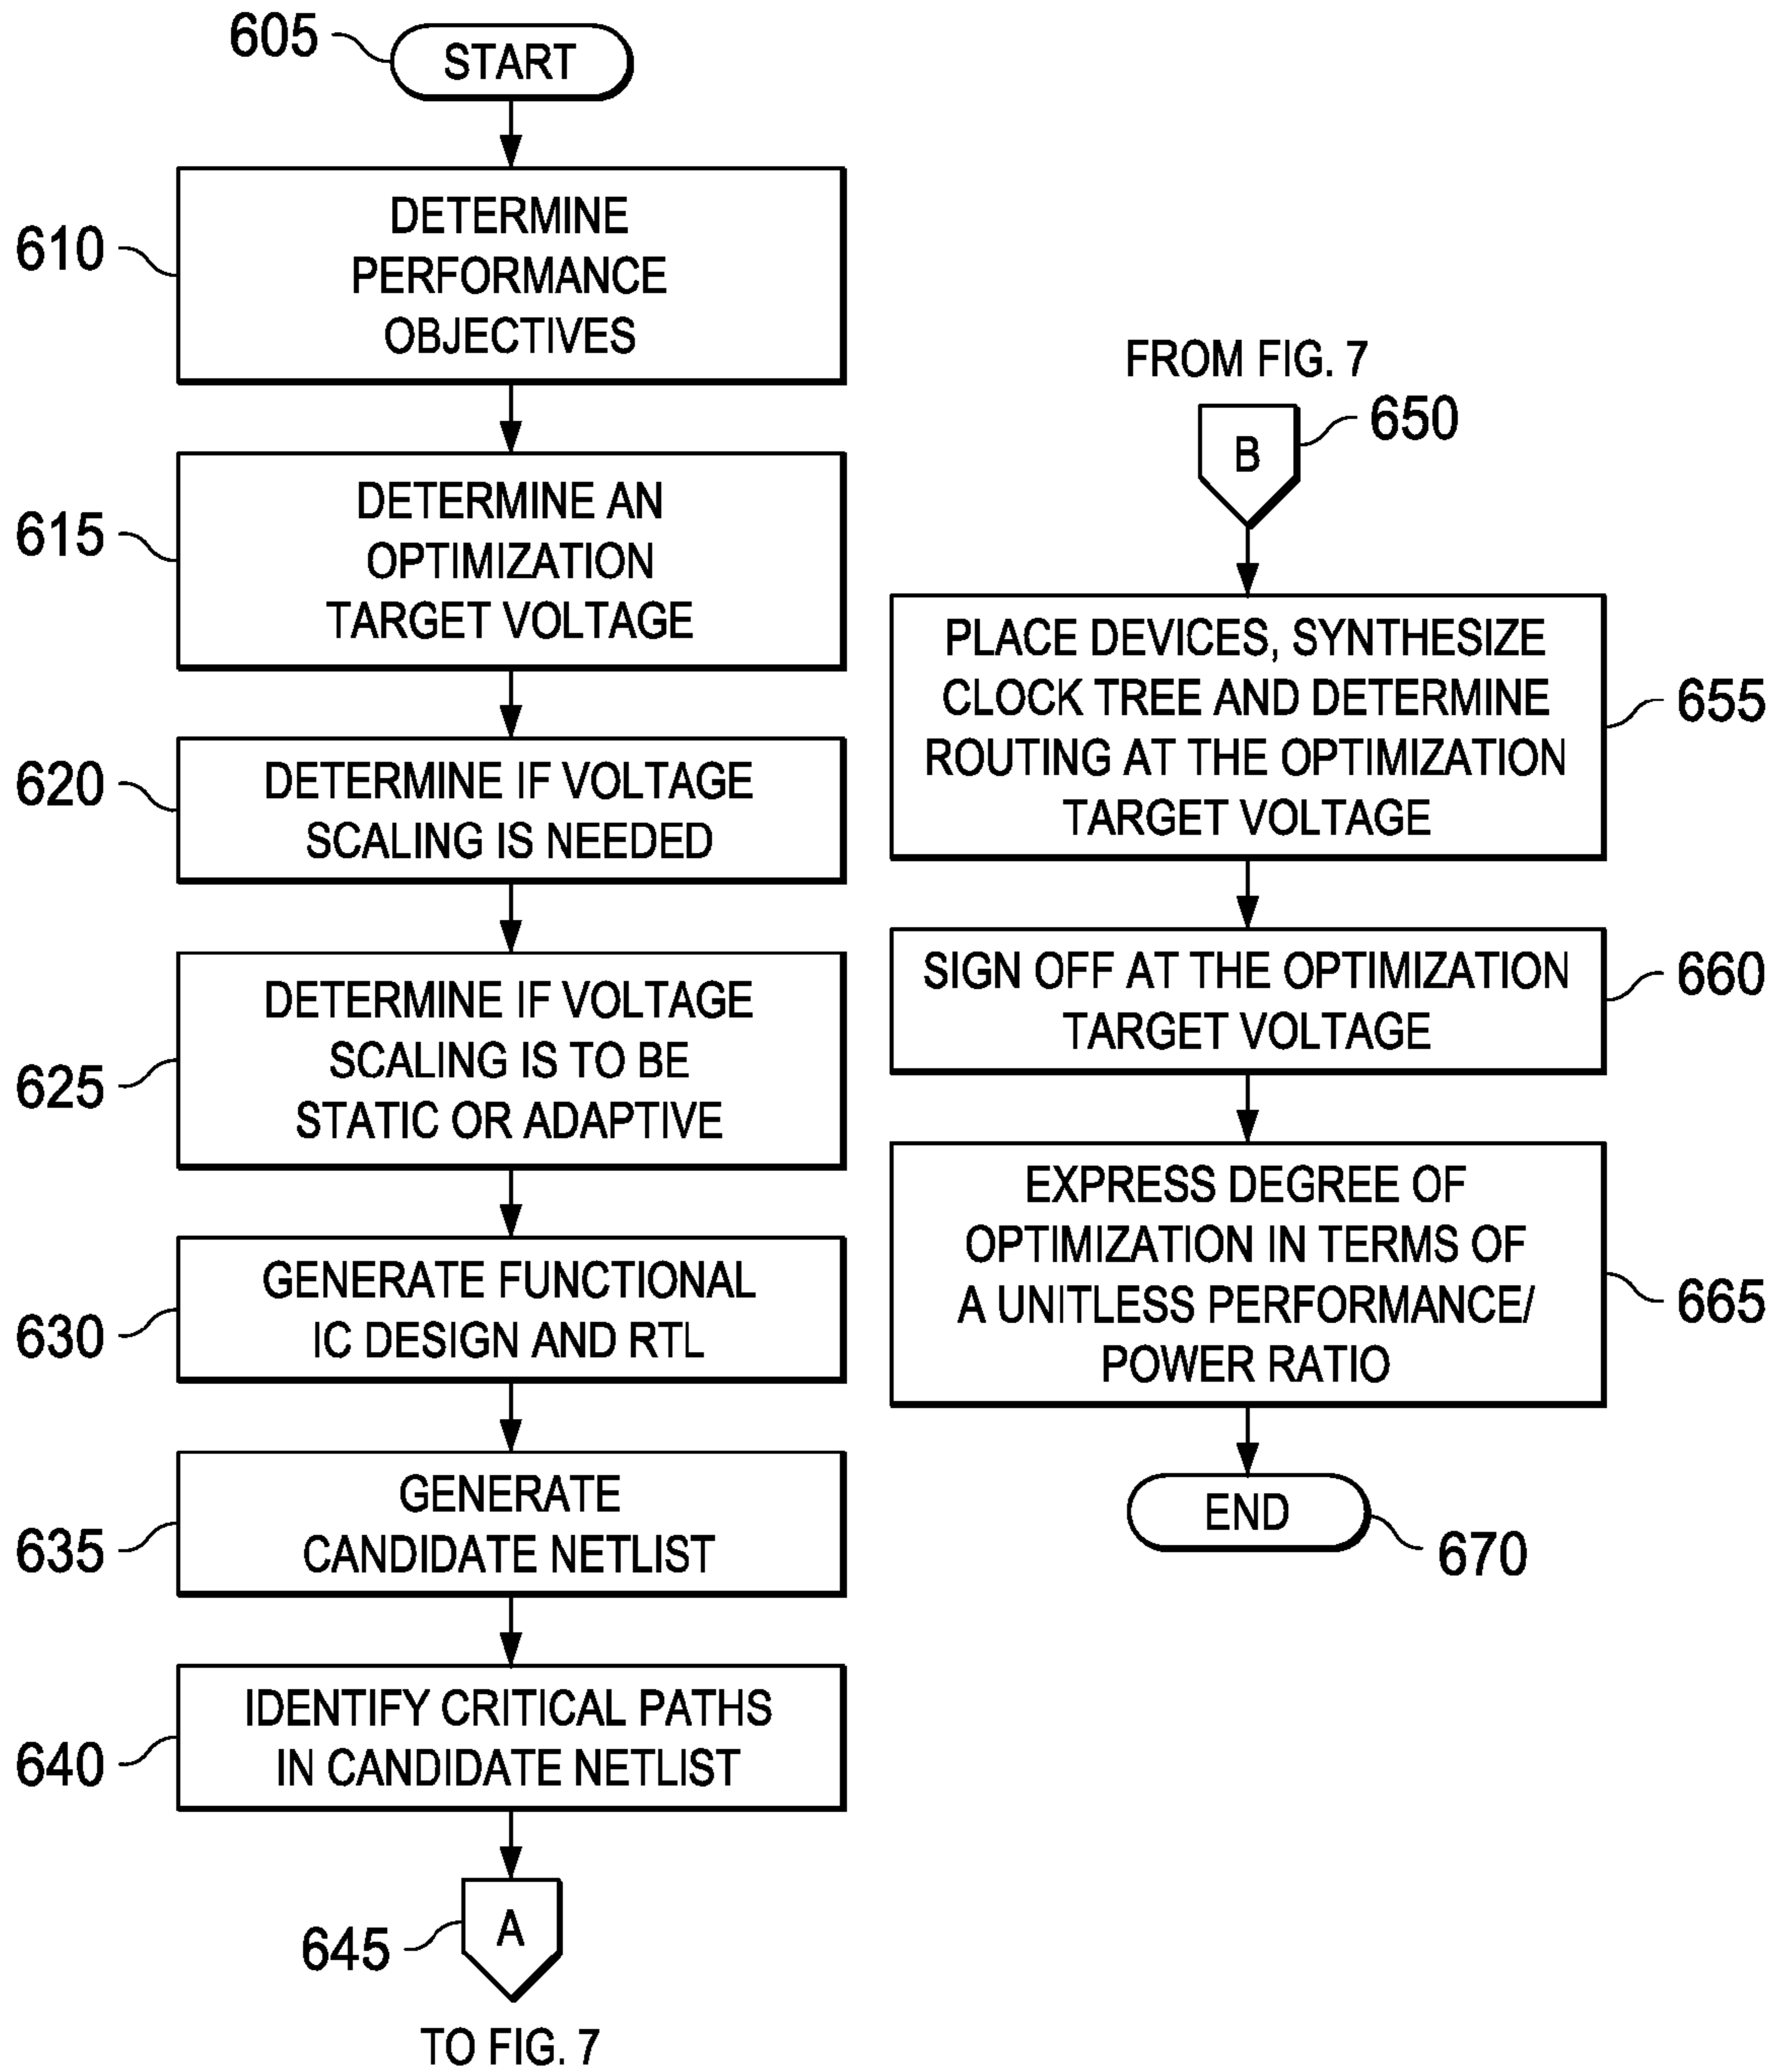 605
START
610
DETERMINE
PERFORMANCE
OBJECTIVES
615
DETERMINE AN
OPTIMIZATION
TARGET VOLTAGE
620
DETERMINE IF VOLTAGE
SCALING IS NEEDED
625
DETERMINE IF VOLTAGE
SCALING IS TO BE
STATIC OR ADAPTIVE
630
GENERATE FUNCTIONAL
IC DESIGN AND RTL
635
GENERATE
CANDIDATE NETLIST
640
IDENTIFY CRITICAL PATHS
IN CANDIDATE NETLIST
645
A
TO FIG. 7
FROM FIG. 7
650
B
PLACE DEVICES, SYNTHESIZE
CLOCK TREE AND DETERMINE
ROUTING AT THE OPTIMIZATION
TARGET VOLTAGE
655
SIGN OFF AT THE OPTIMIZATION
TARGET VOLTAGE
660
EXPRESS DEGREE OF
OPTIMIZATION IN TERMS OF
A UNITLESS PERFORMANCE/
POWER RATIO
665
END
670